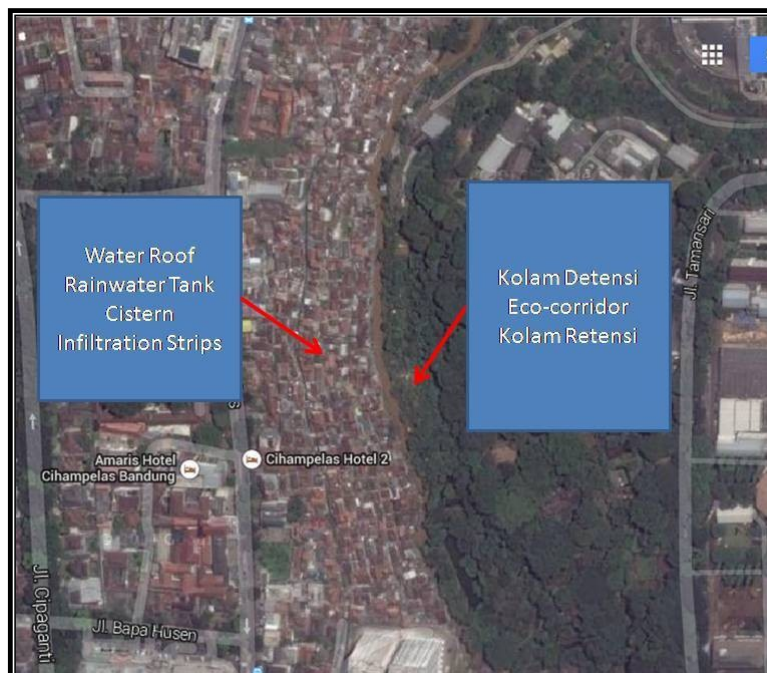 Water Roof
Rainwater Tank
Cistern
Infiltration Strips
Kolam Detensi
Eco-corridor
Kolam Retensi
Jl. Tamansari
Amaris Hotel
Cihampelas Bandung
Cihampelas Hotel 2
Jl. Cipaganti
Jl. Bapa Husen